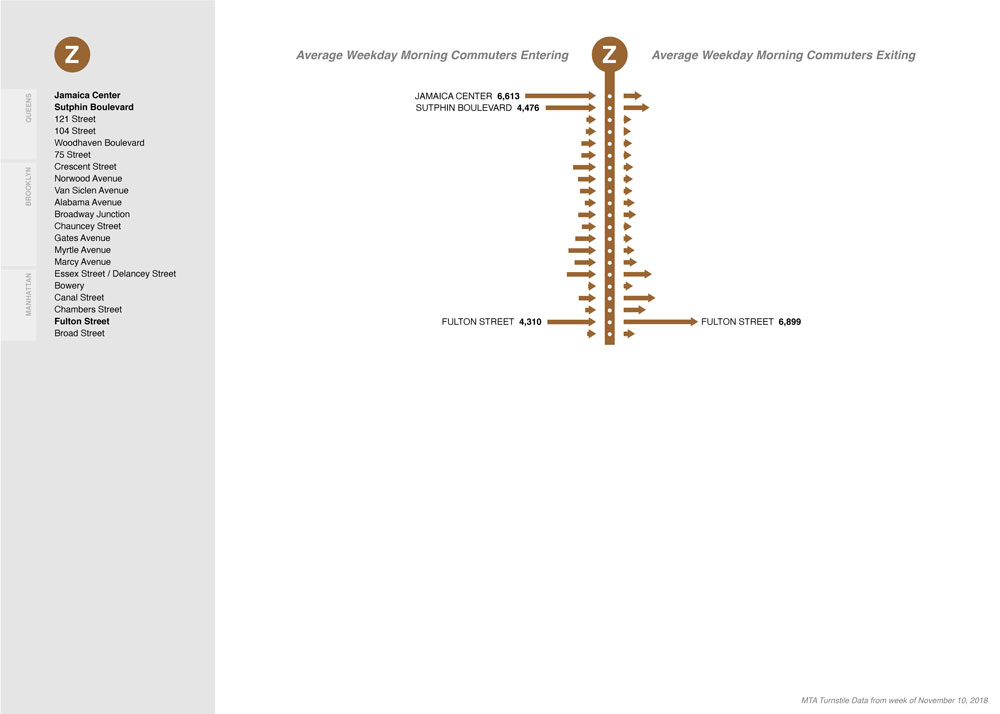 Z
QUEENS
Jamaica Center
Sutphin Boulevard
121 Street
104 Street
Woodhaven Boulevard
75 Street
BROOKLYN
Crescent Street
Norwood Avenue
Van Siclen Avenue
Alabama Avenue
Broadway Junction
Chauncey Street
Gates Avenue
Myrtle Avenue
Marcy Avenue
MANHATTAN
Essex Street / Delancey Street
Bowery
Canal Street
Chambers Street
Fulton Street
Broad Street
Average Weekday Morning Commuters Entering
Z
Average Weekday Morning Commuters Exiting
JAMAICA CENTER 6,613
SUTPHIN BOULEVARD 4,476
FULTON STREET 4,310
FULTON STREET 6,899
MTA Turnstile Data from week of November 10, 2018